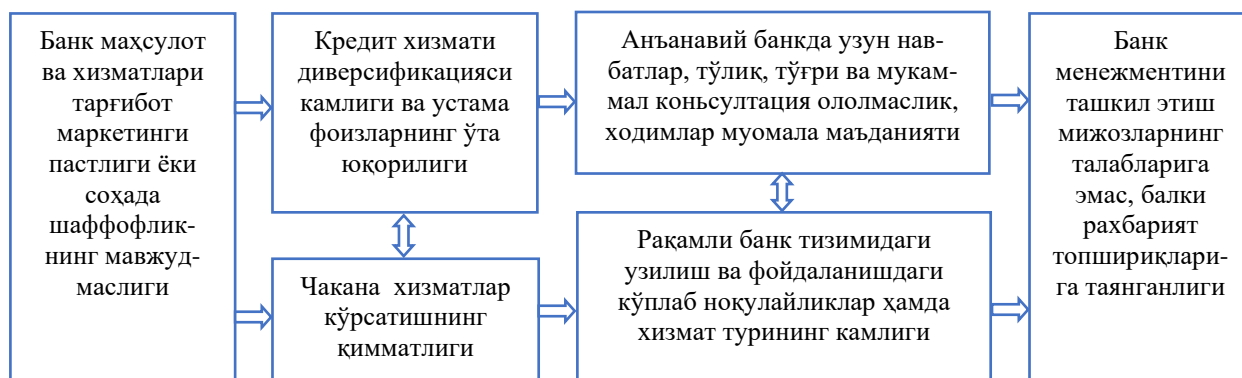 Банк маҳсулот
ва хизматлари
тарғибот
маркетинги
пастлиги ёки
соҳада
шаффофлик-
нинг мавжуд-
маслиги
Кредит хизмати
диверсификацияси
камлиги ва устама
фоизларнинг ўта
юқорилиги
Чакана хизматлар
кўрсатишнинг
қимматлиги
Анъанавий банкда узун нав-
батлар, тўлиқ, тўғри ва мукам-
мал коньсултация ололмаслик,
ходимлар муомала маъданияти
Рақамли банк тизимидаги
узилиш ва фойдаланишдаги
кўплаб ноқулайликлар ҳамда
хизмат турининг камлиги
Банк
менежментини
ташкил этиш
мижозларнинг
талабларига
эмас, балки
рахбарият
топшириқлари-
га таянганлиги